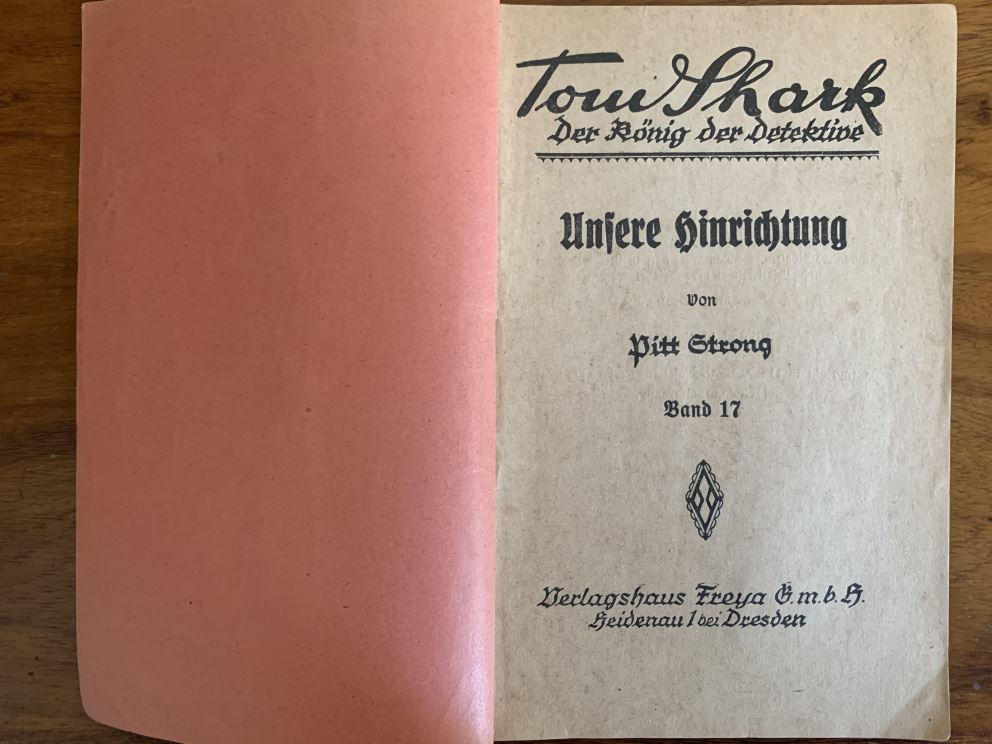 Tom Shark
Der König der Detektive
Unsere Hinrichtung
von
Pitt Strong
Band 17
Verlagshaus Freya G.m.b.H.
Heidenau 1 bei Dresden